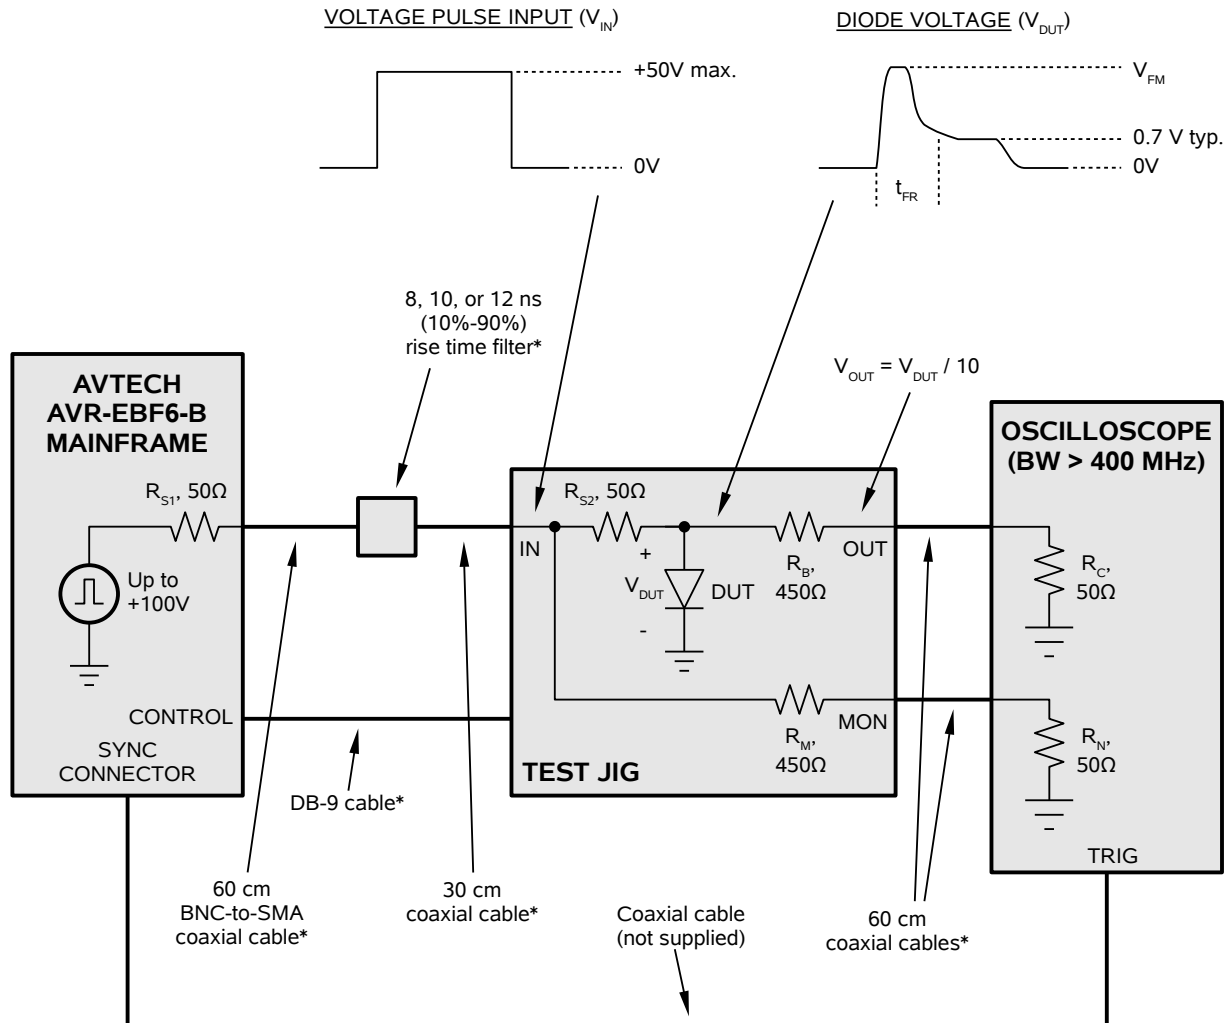 VOLTAGE PULSE INPUT (V_IN)
+50V max.
0V
DIODE VOLTAGE (V_DUT)
V_FM
0.7 V typ.
0V
t_FR
8, 10, or 12 ns
(10%-90%)
rise time filter*
V_OUT = V_DUT / 10
AVTECH
AVR-EBF6-B
MAINFRAME
R_S1, 50Ω
Up to
+100V
CONTROL
SYNC
CONNECTOR
IN
R_S2, 50Ω
+
V_DUT
-
DUT
R_B,
450Ω
OUT
R_M,
450Ω
MON
TEST JIG
OSCILLOSCOPE
(BW > 400 MHz)
R_C,
50Ω
R_N,
50Ω
TRIG
DB-9 cable*
60 cm
BNC-to-SMA
coaxial cable*
30 cm
coaxial cable*
Coaxial cable
(not supplied)
60 cm
coaxial cables*